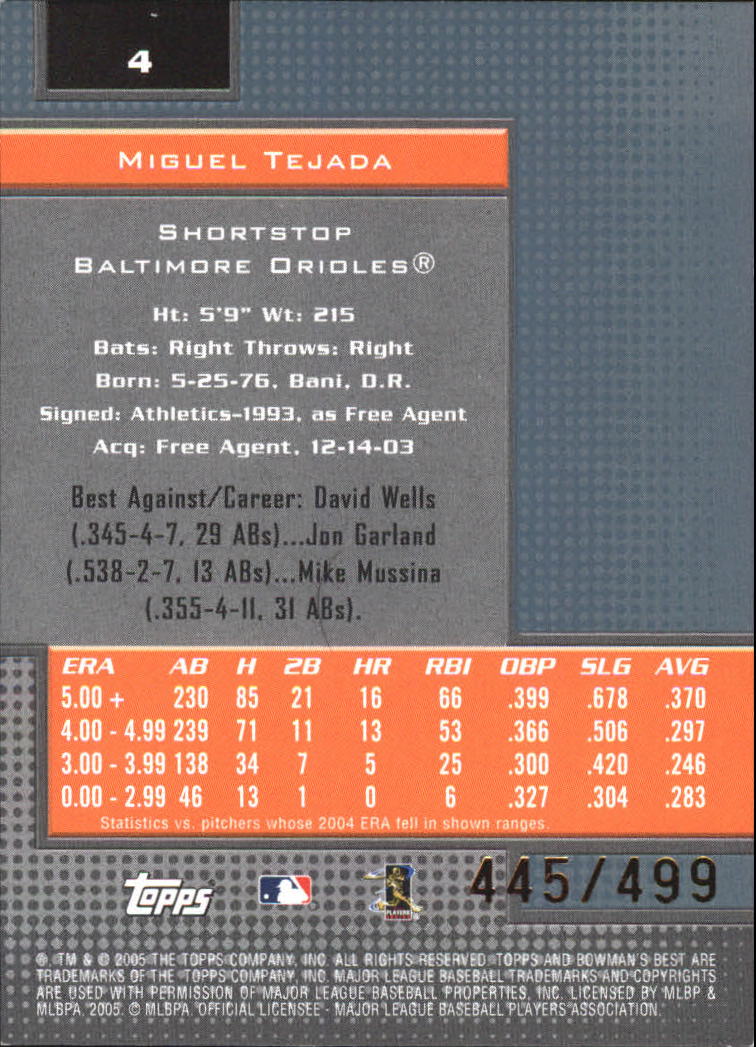 4
MIGUEL TEJADA
SHORTSTOP
BALTIMORE ORIOLES®
Ht: 5'9" Wt: 215
Bats: Right Throws: Right
Born: 5-25-76, Bani, D.R.
Signed: Athletics-1993, as Free Agent
Acq: Free Agent, 12-14-03
Best Against/Career: David Wells
(.345-4-7, 29 ABs)...Jon Garland
(.538-2-7, 13 ABs)...Mike Mussina
(.355-4-11, 31 ABs).
ERA AB H 2B HR RBI OBP SLG AVG
5.00 + 230 85 21 16 66 .399 .678 .370
4.00 - 4.99 239 71 11 13 53 .366 .506 .297
3.00 - 3.99 138 34 7 5 25 .300 .420 .246
0.00 - 2.99 46 13 1 0 6 .327 .304 .283
Statistics vs. pitchers whose 2004 ERA fell in shown ranges.
topps PLAYERS 445/499
®, TM & © 2005 THE TOPPS COMPANY, INC. ALL RIGHTS RESERVED. TOPPS AND BOWMAN'S BEST ARE
TRADEMARKS OF THE TOPPS COMPANY, INC. MAJOR LEAGUE BASEBALL TRADEMARKS AND COPYRIGHTS
ARE USED WITH PERMISSION OF MAJOR LEAGUE BASEBALL PROPERTIES, INC. LICENSED BY MLBP &
MLBPA, 2005. © MLBPA, OFFICIAL LICENSEE - MAJOR LEAGUE BASEBALL PLAYERS ASSOCIATION.